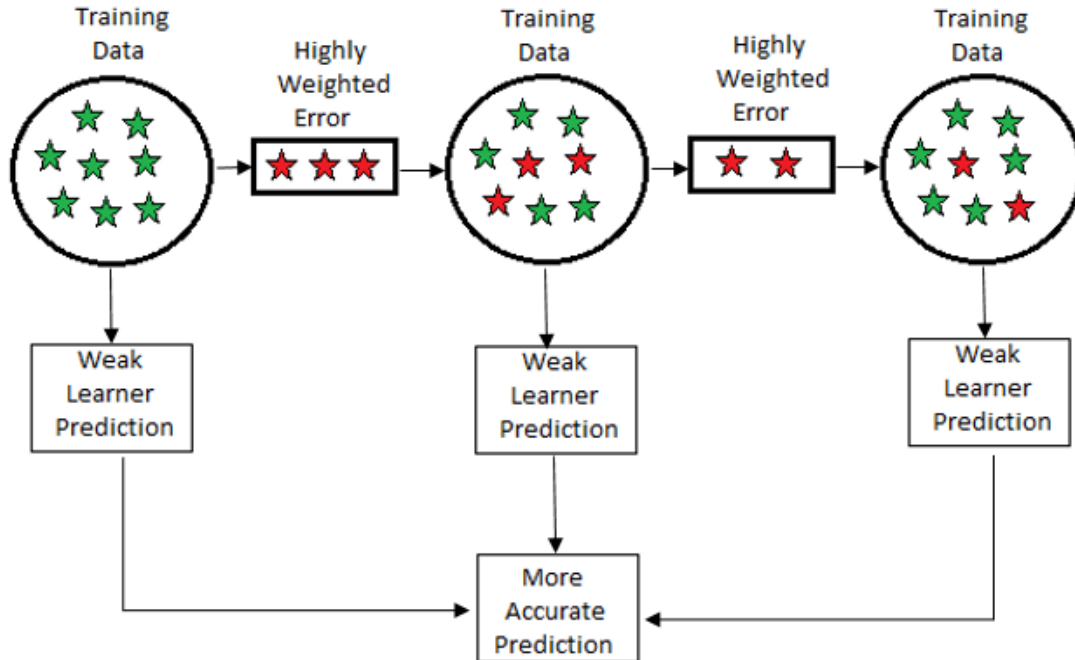 Training
Data
Highly
Weighted
Error
Training
Data
Highly
Weighted
Error
Training
Data
Weak
Learner
Prediction
Weak
Learner
Prediction
Weak
Learner
Prediction
More
Accurate
Prediction